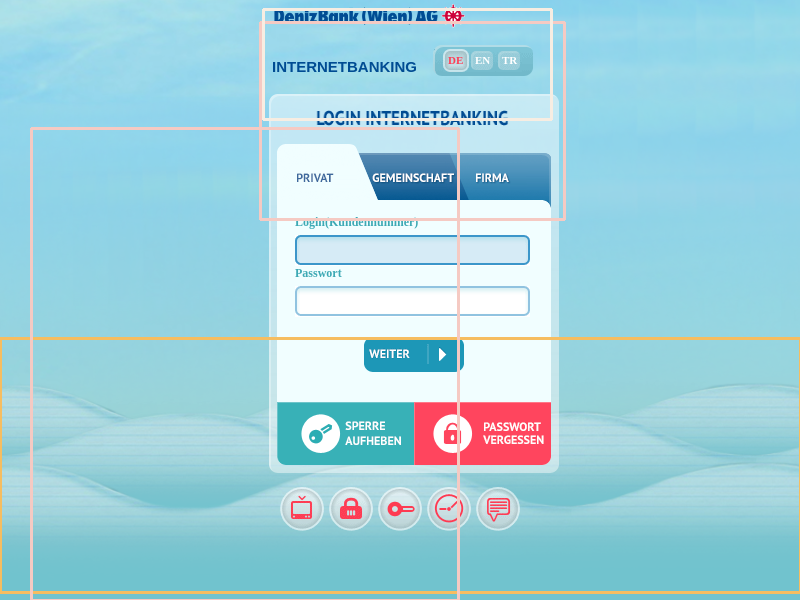 DenizBank (Wien) AG
INTERNETBANKING
DE EN TR
LOGIN INTERNETBANKING
PRIVAT GEMEINSCHAFT FIRMA
Login(Kundennummer)
Passwort
WEITER
SPERRE
AUFHEBEN
PASSWORT
VERGESSEN